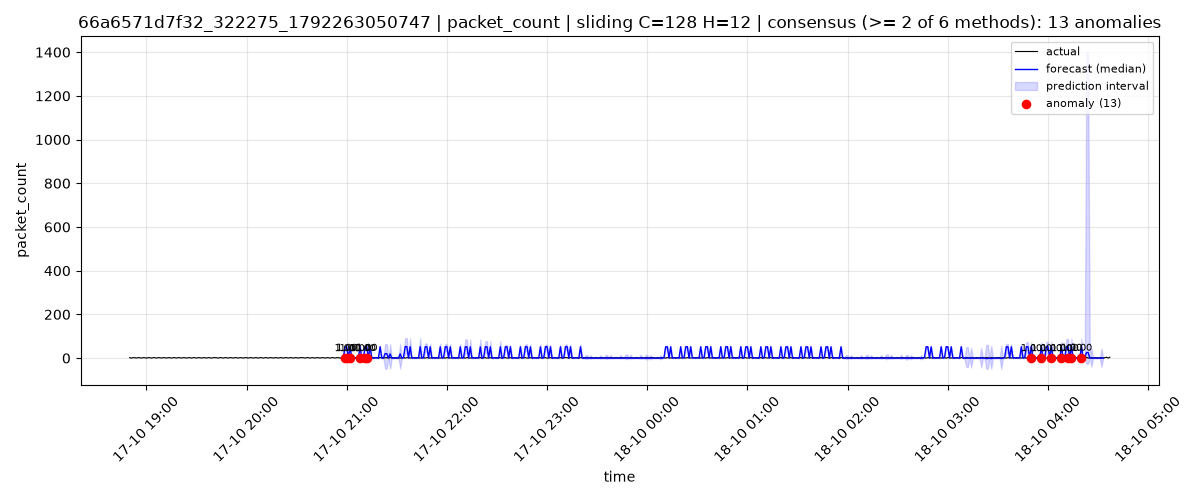 66a6571d7f32_322275_1792263050747 | packet_count | sliding C=128 H=12 | consensus (>= 2 of 6 methods): 13 anomalies
packet_count
1400
1200
1000
800
600
400
200
0
actual
forecast (median)
prediction interval
anomaly (13)
17-10 19:00
17-10 20:00
17-10 21:00
17-10 22:00
17-10 23:00
18-10 00:00
18-10 01:00
18-10 02:00
18-10 03:00
18-10 04:00
18-10 05:00
time